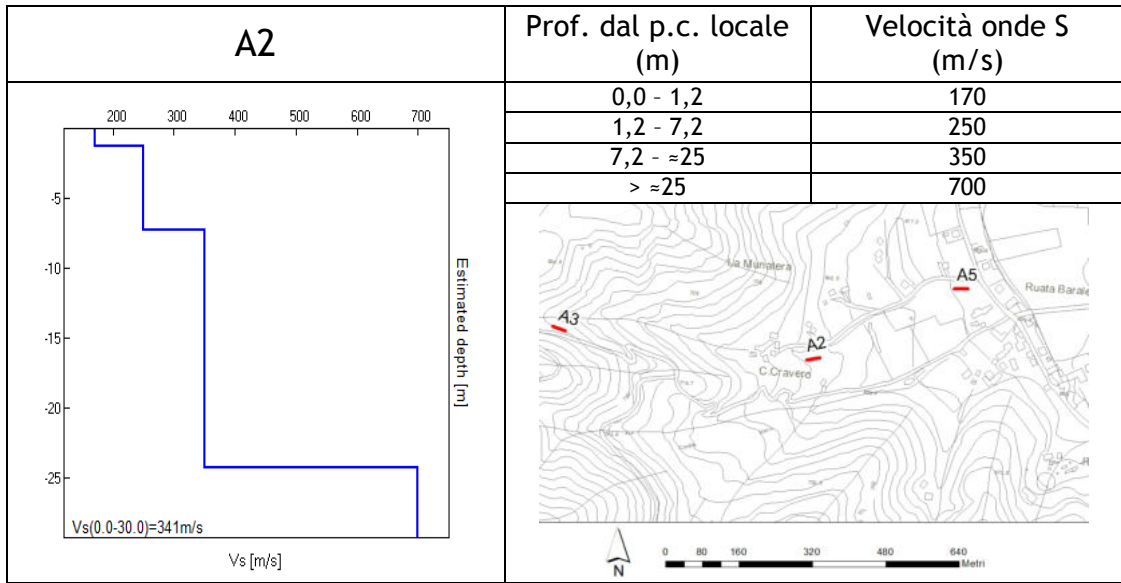 A2
Prof. dal p.c. locale
(m)
Velocità onde S
(m/s)
0,0 – 1,2 170
1,2 – 7,2 250
7,2 – ≈25 350
> ≈25 700
200 300 400 500 600 700
-5
-10
-15
-20
-25
Estimated depth [m]
Vs(0.0-30.0)=341m/s
Vs [m/s]
La Munatera
A5
Ruata Barale
A3
A2
C.Cravero
N
0 80 160 320 480 640
Metri